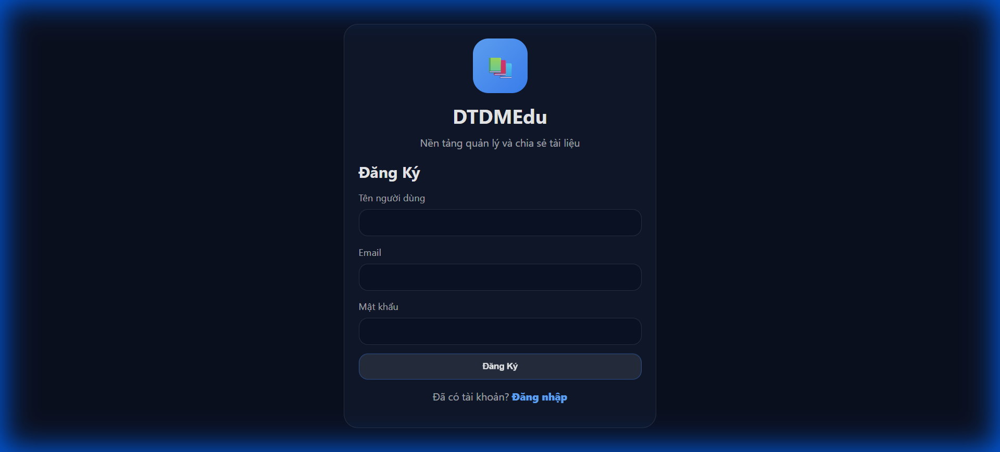 DTDMEdu
Nền tảng quản lý và chia sẻ tài liệu
Đăng Ký
Tên người dùng
Email
Mật khẩu
Đăng Ký
Đã có tài khoản? Đăng nhập